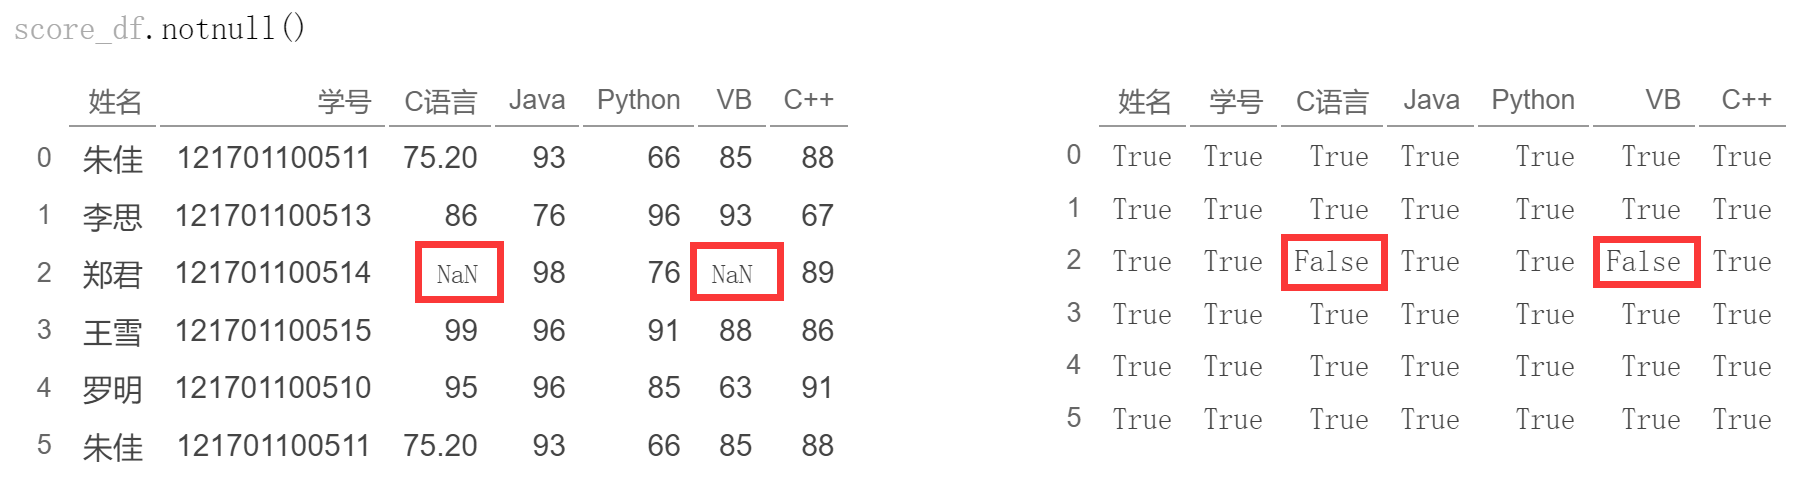 score_df.notnull()
姓名 学号 C语言 Java Python VB C++
0 朱佳 121701100511 75.20 93 66 85 88
1 李思 121701100513 86 76 96 93 67
2 郑君 121701100514 NaN 98 76 NaN 89
3 王雪 121701100515 99 96 91 88 86
4 罗明 121701100510 95 96 85 63 91
5 朱佳 121701100511 75.20 93 66 85 88
姓名 学号 C语言 Java Python VB C++
0 True True True True True True True
1 True True True True True True True
2 True True False True True False True
3 True True True True True True True
4 True True True True True True True
5 True True True True True True True